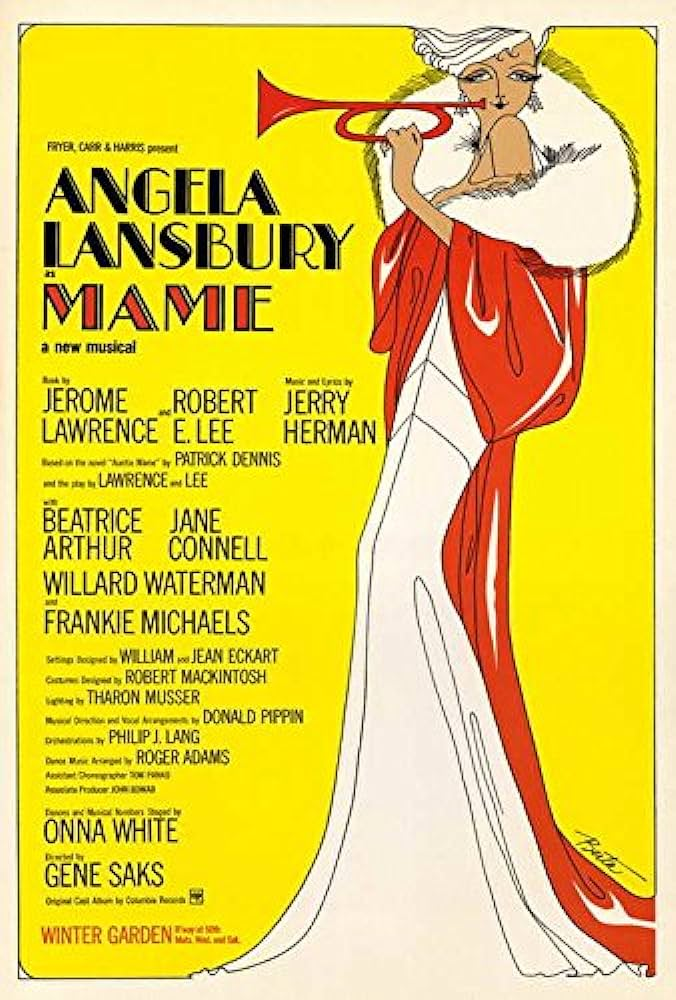 FRYER, CARR & HARRIS present
ANGELA
LANSBURY
as
MAME
a new musical
Book by
JEROME LAWRENCE and ROBERT E. LEE
Music and Lyrics by
JERRY HERMAN
Based on the novel "Auntie Mame" by PATRICK DENNIS
and the play by LAWRENCE and LEE
with
BEATRICE ARTHUR
JANE CONNELL
WILLARD WATERMAN
and
FRANKIE MICHAELS
Settings Designed by WILLIAM and JEAN ECKART
Costumes Designed by ROBERT MACKINTOSH
Lighting by THARON MUSSER
Musical Direction and Vocal Arrangements by DONALD PIPPIN
Orchestrations by PHILIP J. LANG
Dance Music Arranged by ROGER ADAMS
Assistant Choreographer TOM
Associate Producer JOHN BOWAB
Dances and Musical Numbers Staged by
ONNA WHITE
Directed by
GENE SAKS
Original Cast Album by Columbia Records
WINTER GARDEN B'way at 50th
Mats. Wed. and Sat.
Berta